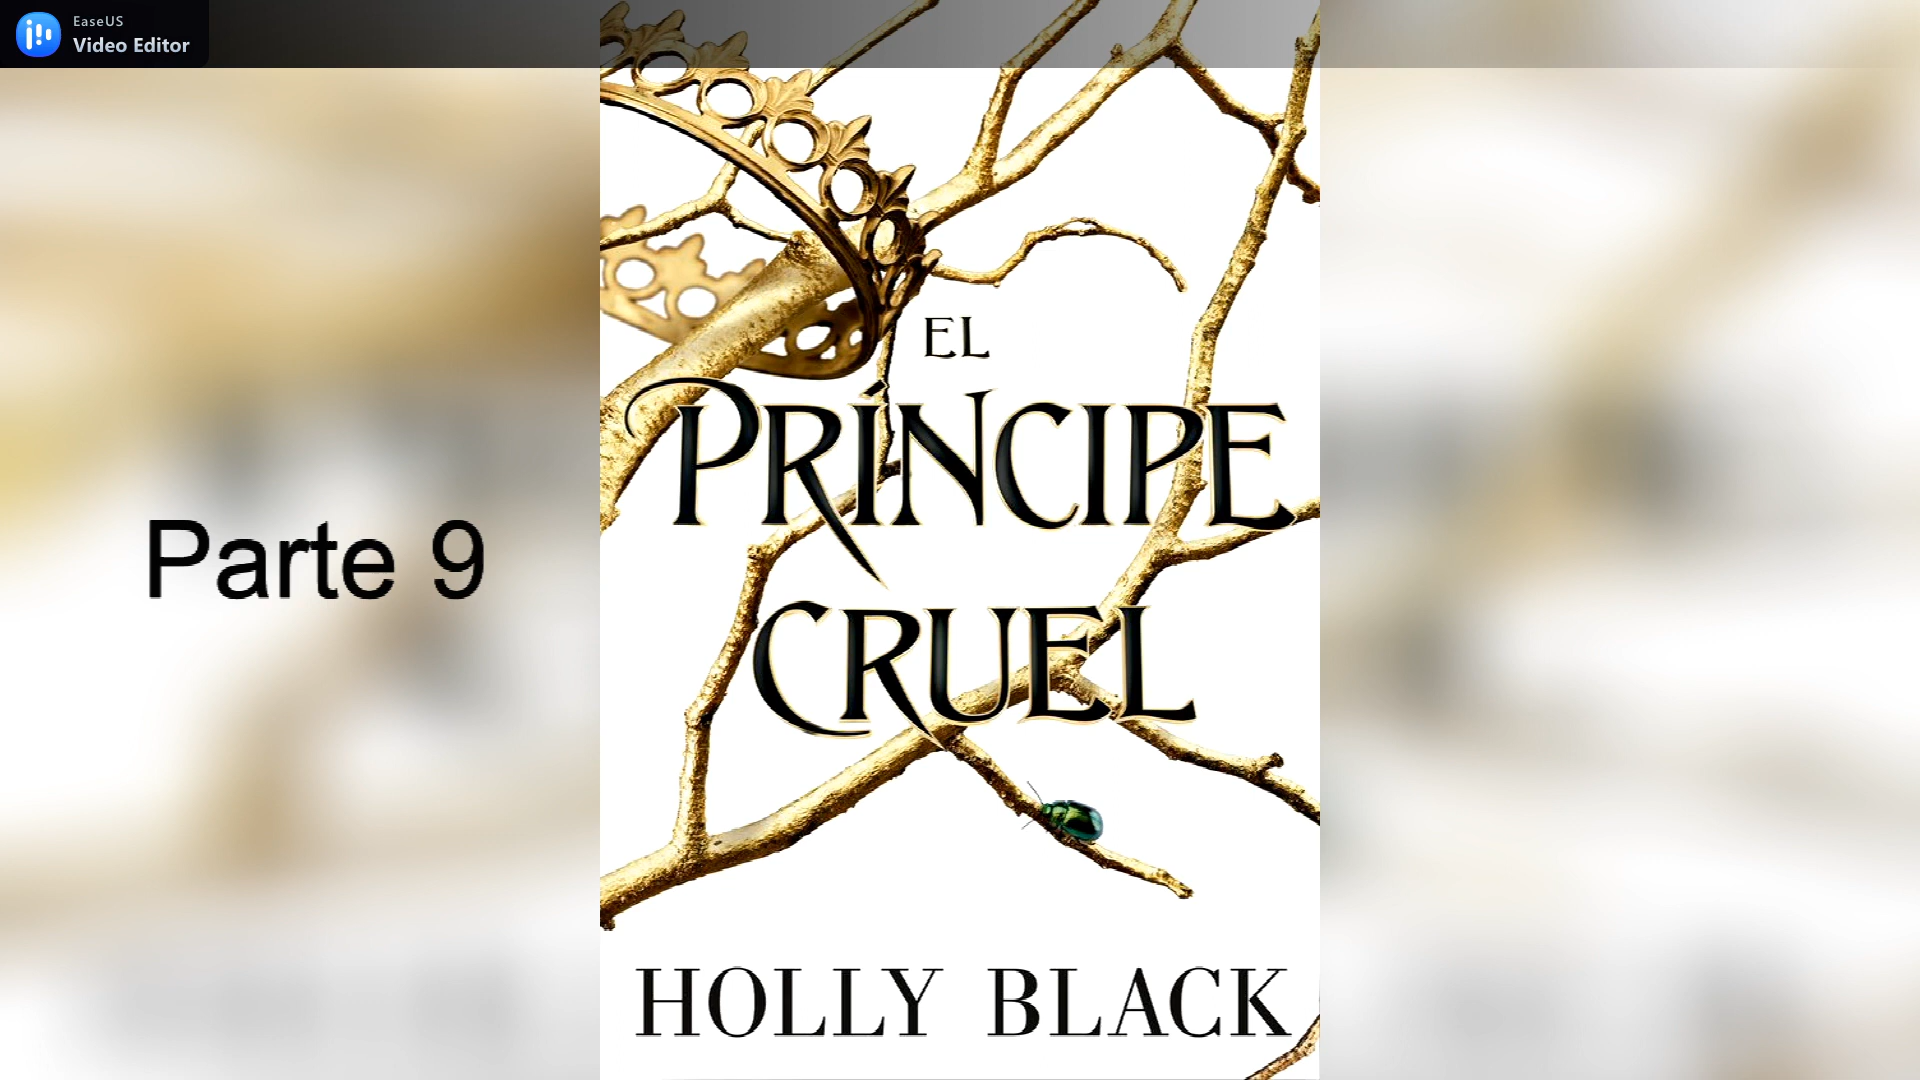 EaseUS
Video Editor
EL
PRÍNCIPE
CRUEL
Parte 9
HOLLY BLACK